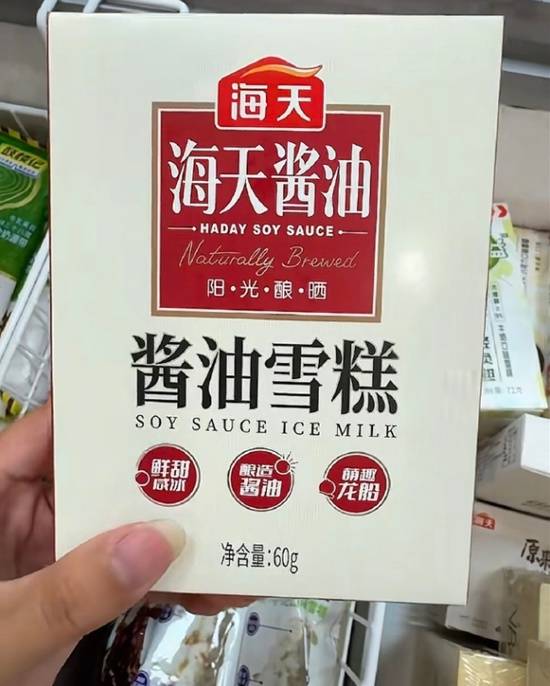 海天
海天酱油
HADAY SOY SAUCE
Naturally Brewed
阳·光·酿·晒
酱油雪糕
SOY SAUCE ICE MILK
鲜甜
咸冰
酿造
酱油
萌趣
龙船
净含量:60g
海天